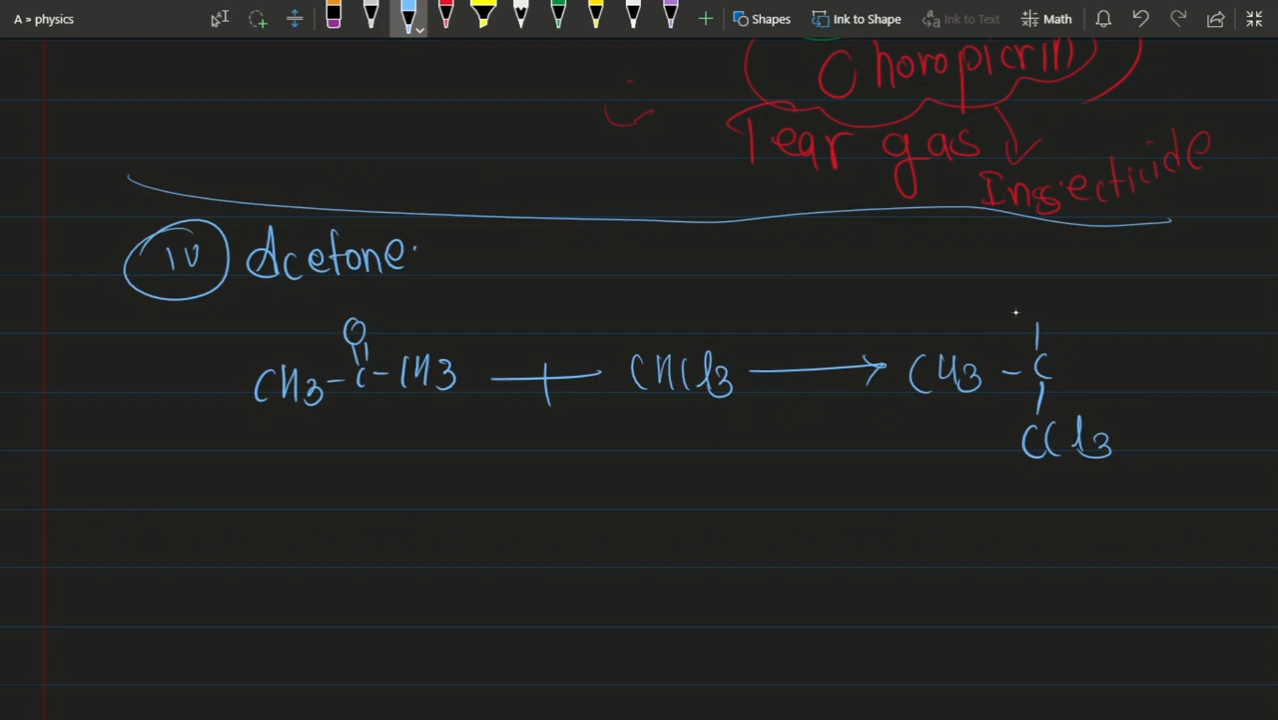 A » physics
Shapes
Ink to Shape
Ink to Text
Math
Choropicrin
Tear gas
Insecticide
iv Acetone.
O
CH3 - C - CH3 + CHCl3 → CH3 - C
CCl3